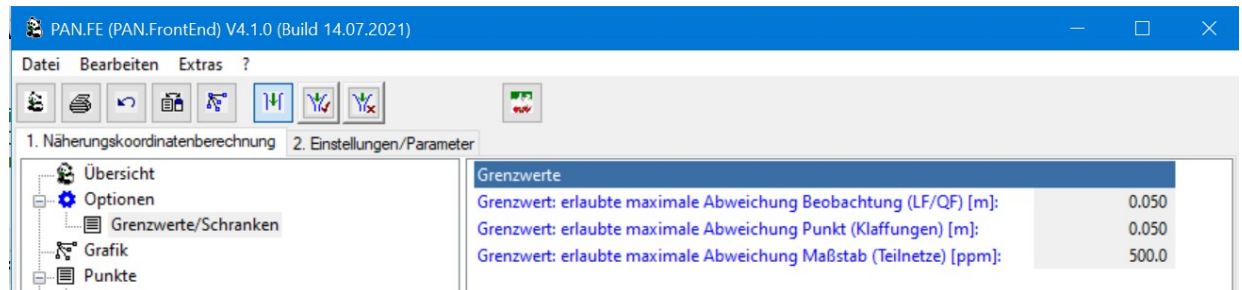 PAN.FE (PAN.FrontEnd) V4.1.0 (Build 14.07.2021)
Datei Bearbeiten Extras ?
1. Näherungskoordinatenberechnung 2. Einstellungen/Parameter
Übersicht
Optionen
Grenzwerte/Schranken
Grafik
Punkte
Grenzwerte
Grenzwert: erlaubte maximale Abweichung Beobachtung (LF/QF) [m]: 0.050
Grenzwert: erlaubte maximale Abweichung Punkt (Klaffungen) [m]: 0.050
Grenzwert: erlaubte maximale Abweichung Maßstab (Teilnetze) [ppm]: 500.0